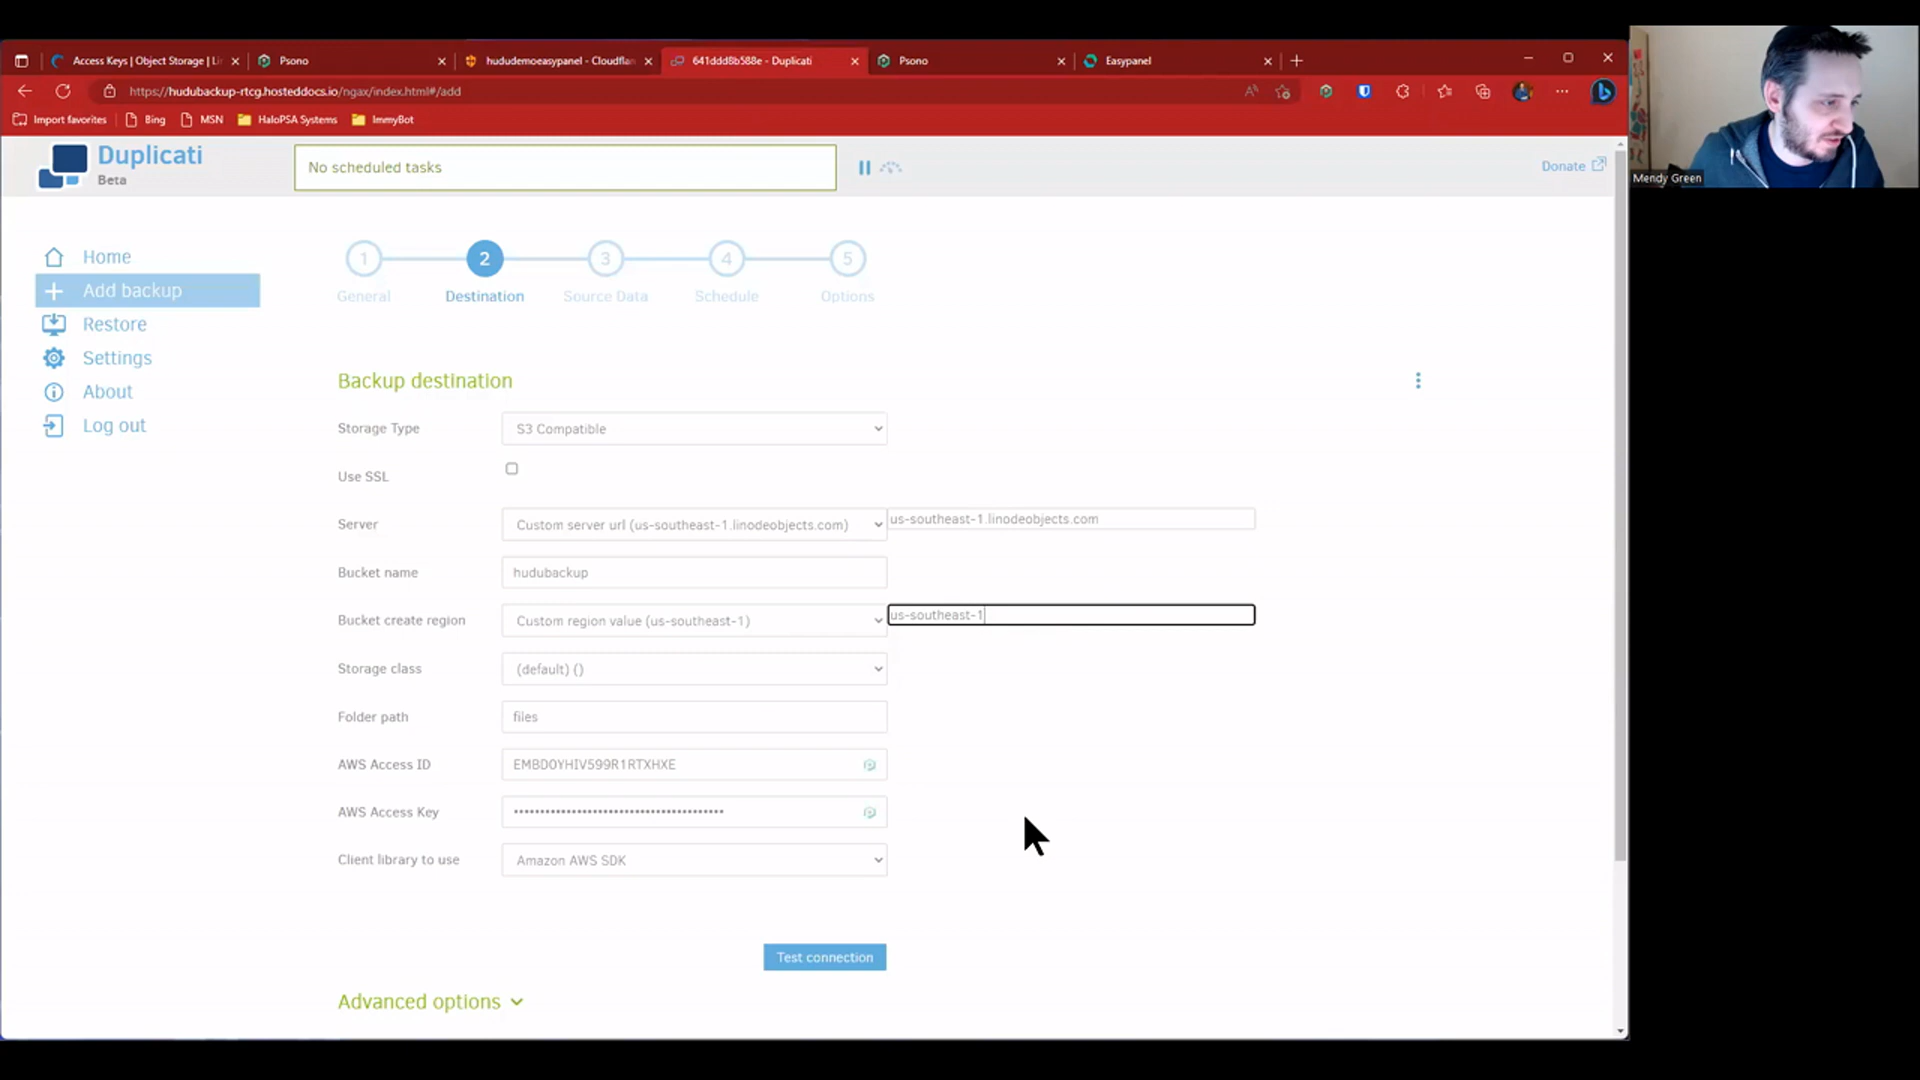 Access Keys | Object Storage | Li
Psono
hududemoeasypanel - Cloudflar
641ddd8b588e - Duplicati
Psono
Easypanel
https://hudubackup-rtcg.hosteddocs.io/ngax/index.html#/add
Import favorites
Bing
MSN
HaloPSA Systems
ImmyBot
Mendy Green
Duplicati
Beta
No scheduled tasks
Donate
Home
Add backup
Restore
Settings
About
Log out
1
2
3
4
5
General
Destination
Source Data
Schedule
Options
Backup destination
Storage Type
S3 Compatible
Use SSL
Server
Custom server url (us-southeast-1.linodeobjects.com)
us-southeast-1.linodeobjects.com
Bucket name
hudubackup
Bucket create region
Custom region value (us-southeast-1)
us-southeast-1
Storage class
(default) ()
Folder path
files
AWS Access ID
EMBD0YHIV599R1RTXHXE
AWS Access Key
••••••••••••••••••••••••••••••••••••••••
Client library to use
Amazon AWS SDK
Test connection
Advanced options